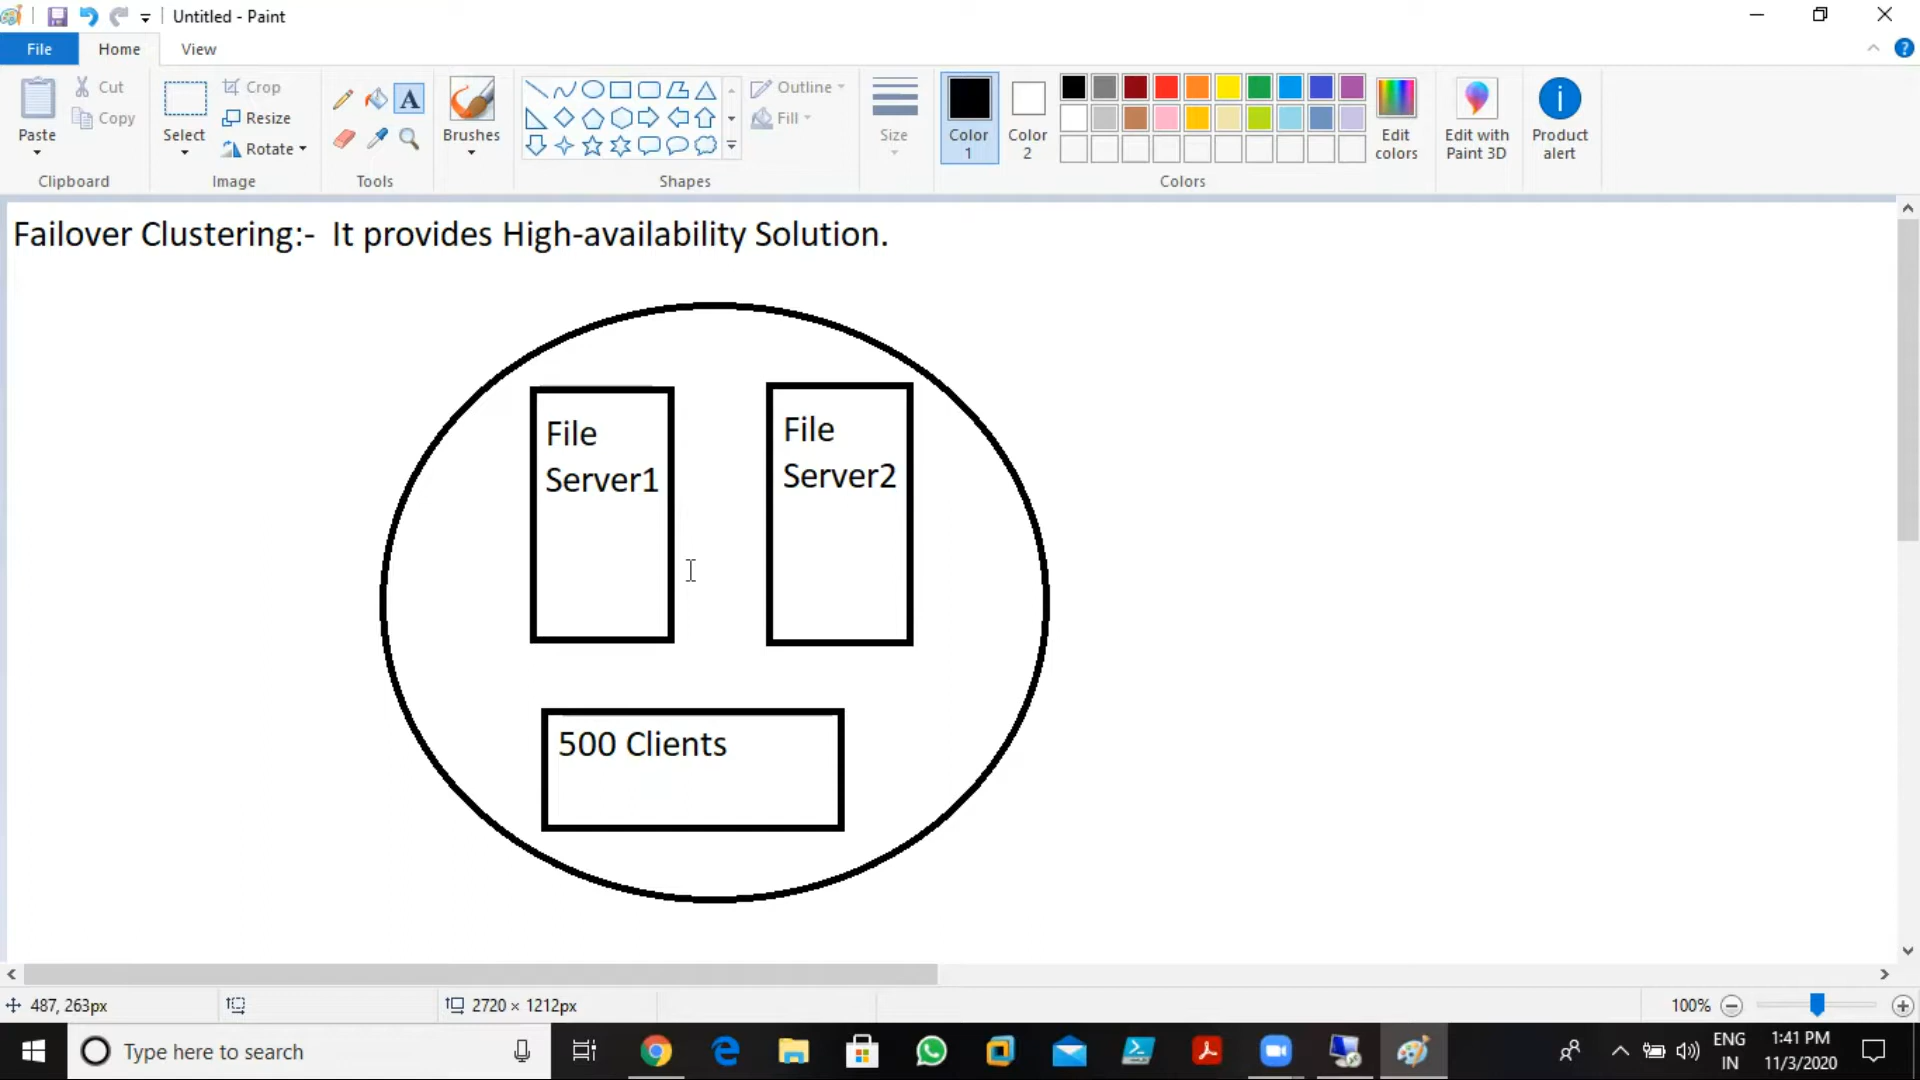 Untitled - Paint
File Home View
Paste
Cut
Copy
Clipboard
Select
Crop
Resize
Rotate
Image
A
Tools
Brushes
Shapes
Outline
Fill
Size
Color 1
Color 2
Colors
Edit colors
Edit with Paint 3D
Product alert
Failover Clustering:- It provides High-availability Solution.
File
Server1
File
Server2
500 Clients
487, 263px
2720 × 1212px
100%
Type here to search
ENG
IN
1:41 PM
11/3/2020